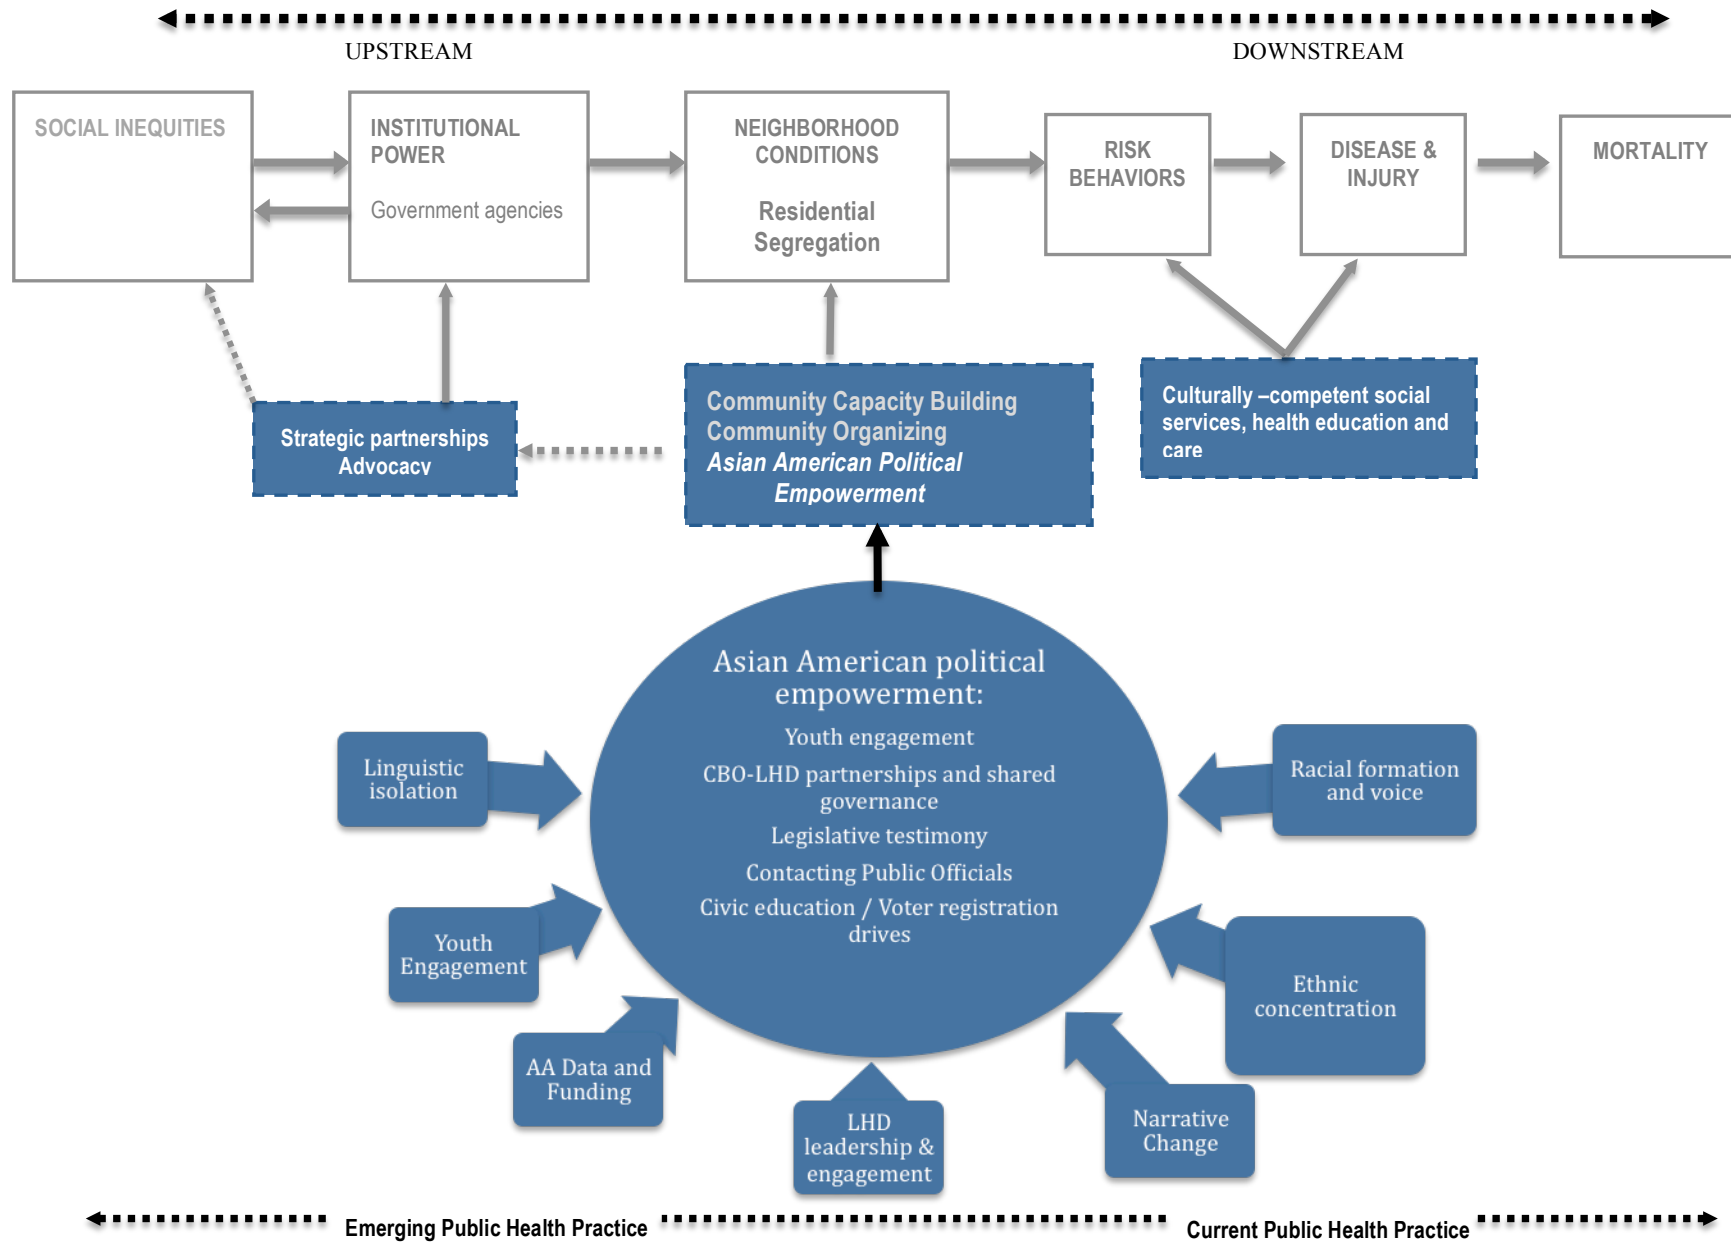 UPSTREAM
DOWNSTREAM
SOCIAL INEQUITIES
INSTITUTIONAL
POWER
Government agencies
NEIGHBORHOOD
CONDITIONS
Residential
Segregation
RISK
BEHAVIORS
DISEASE &
INJURY
MORTALITY
Strategic partnerships
Advocacy
Community Capacity Building
Community Organizing
Asian American Political
Empowerment
Culturally –competent social
services, health education and
care
Asian American political
empowerment:
Youth engagement
CBO-LHD partnerships and shared
governance
Legislative testimony
Contacting Public Officials
Civic education / Voter registration
drives
Linguistic
isolation
Youth
Engagement
AA Data and
Funding
LHD
leadership &
engagement
Narrative
Change
Ethnic
concentration
Racial formation
and voice
Emerging Public Health Practice
Current Public Health Practice